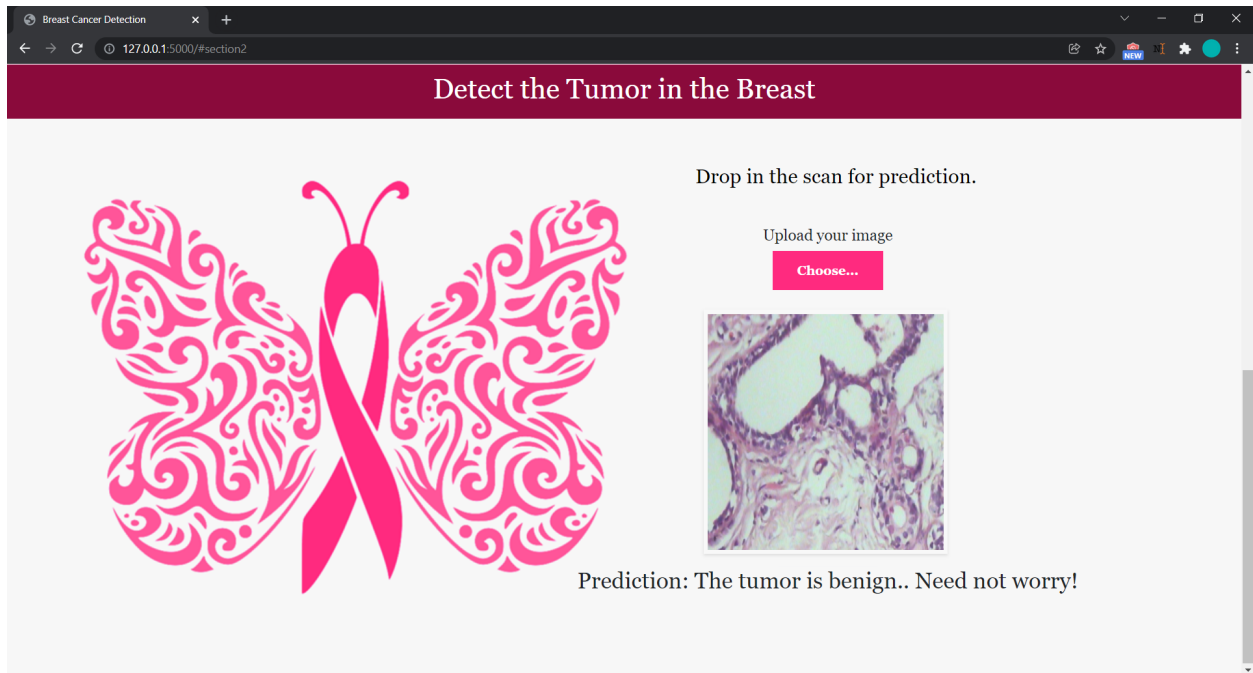 Breast Cancer Detection
127.0.0.1:5000/#section2
NEW
Detect the Tumor in the Breast
Drop in the scan for prediction.
Upload your image
Choose...
Prediction: The tumor is benign.. Need not worry!